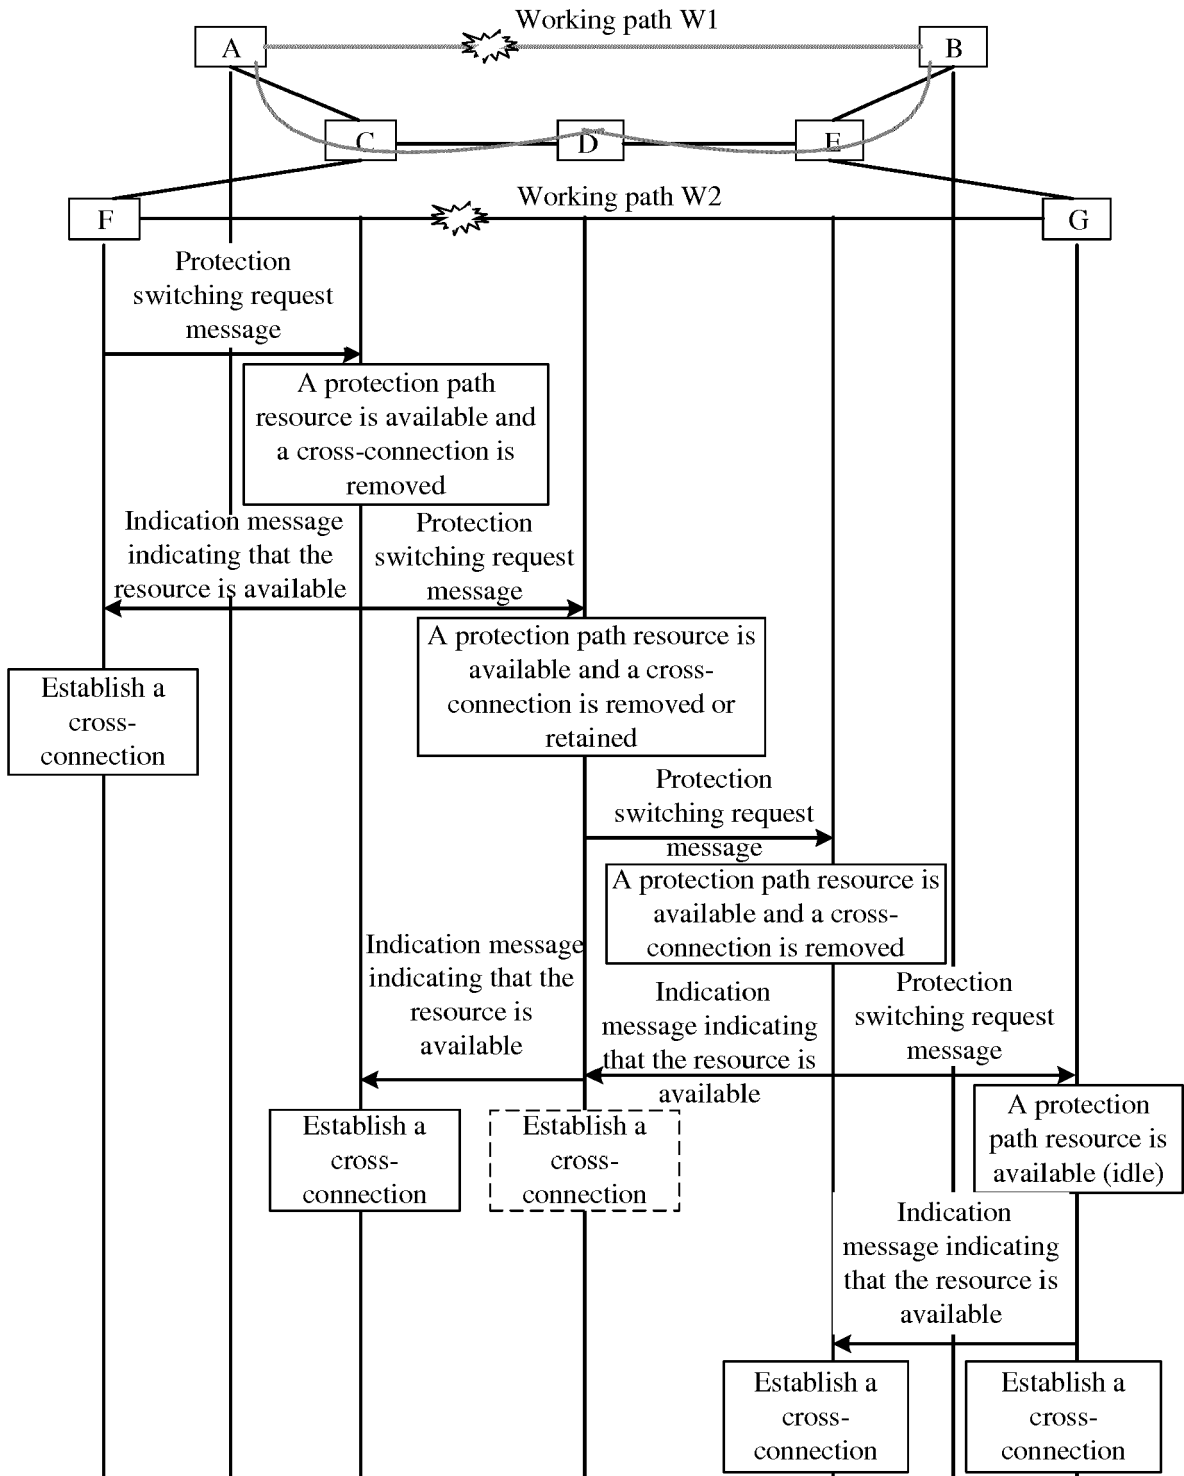 Working path W1
A
B
C
D
E
Working path W2
F
G
Protection
switching request
message
A protection path
resource is available and
a cross-connection is
removed
Indication message
indicating that the
resource is available
Protection
switching request
message
A protection path resource is
available and a cross-
connection is removed or
retained
Establish a
cross-
connection
Protection
switching request
message
A protection path resource is
available and a cross-
connection is removed
Indication message
indicating that the
resource is
available
Indication
message indicating
that the resource is
available
Protection
switching request
message
A protection
path resource is
available (idle)
Establish a
cross-
connection
Establish a
cross-
connection
Indication
message indicating
that the resource is
available
Establish a
cross-
connection
Establish a
cross-
connection